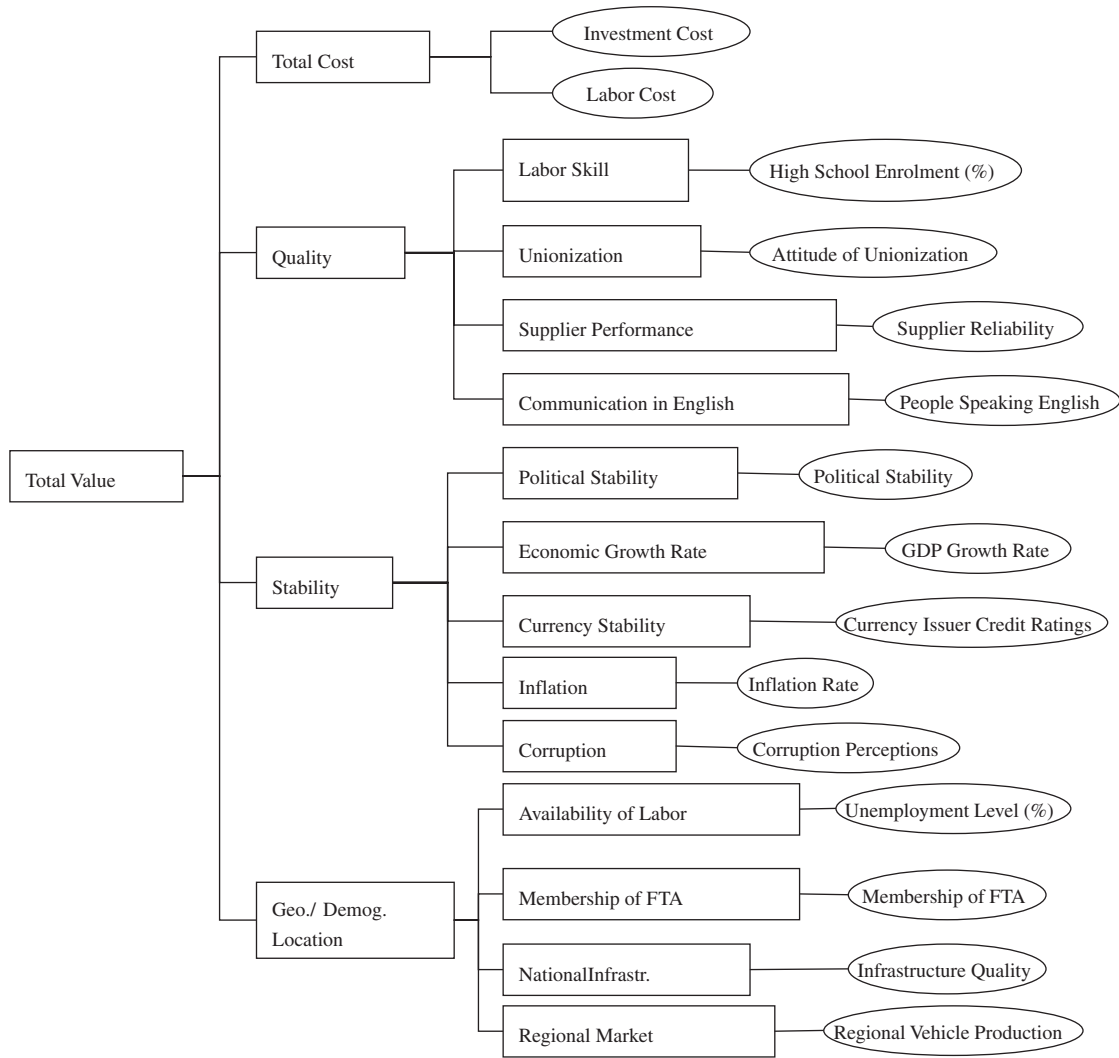 Total Cost
Investment Cost
Labor Cost
Labor Skill
High School Enrolment (%)
Quality
Unionization
Attitude of Unionization
Supplier Performance
Supplier Reliability
Communication in English
People Speaking English
Total Value
Political Stability
Political Stability
Economic Growth Rate
GDP Growth Rate
Stability
Currency Stability
Currency Issuer Credit Ratings
Inflation
Inflation Rate
Corruption
Corruption Perceptions
Availability of Labor
Unemployment Level (%)
Geo./ Demog.
Location
Membership of FTA
Membership of FTA
NationalInfrastr.
Infrastructure Quality
Regional Market
Regional Vehicle Production